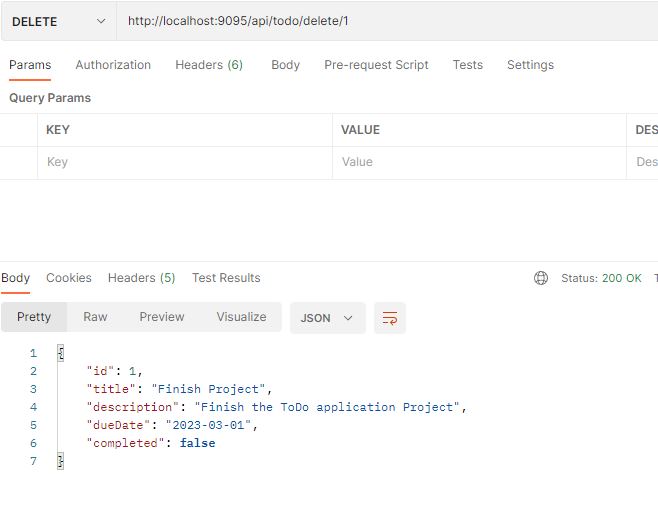 DELETE http://localhost:9095/api/todo/delete/1
Params Authorization Headers (6) Body Pre-request Script Tests Settings
Query Params
KEY VALUE DES
Key Value Des
Body Cookies Headers (5) Test Results Status: 200 OK T
Pretty Raw Preview Visualize JSON
1 {
2 "id": 1,
3 "title": "Finish Project",
4 "description": "Finish the ToDo application Project",
5 "dueDate": "2023-03-01",
6 "completed": false
7 }